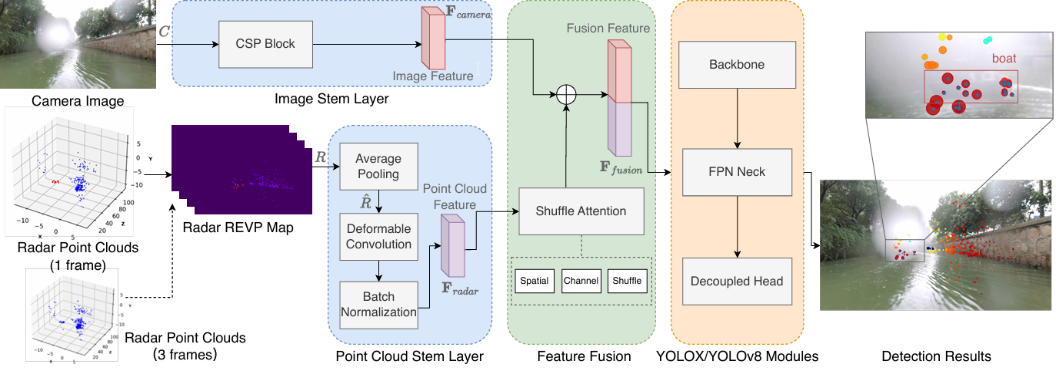 C
CSP Block
F_camera
Image Feature
Image Stem Layer
Camera Image
5
0
−5
−10
Y
−10
−5
0
5
X
20
40
60
80
100
Z
Radar Point Clouds
(1 frame)
Radar Point Clouds
(3 frames)
Radar REVP Map
R
Average
Pooling
R̂
Deformable
Convolution
Batch
Normalization
Point Cloud
Feature
F_radar
Point Cloud Stem Layer
Fusion Feature
F_fusion
Shuffle Attention
Spatial
Channel
Shuffle
Feature Fusion
Backbone
FPN Neck
Decoupled Head
YOLOX/YOLOv8 Modules
boat
Detection Results